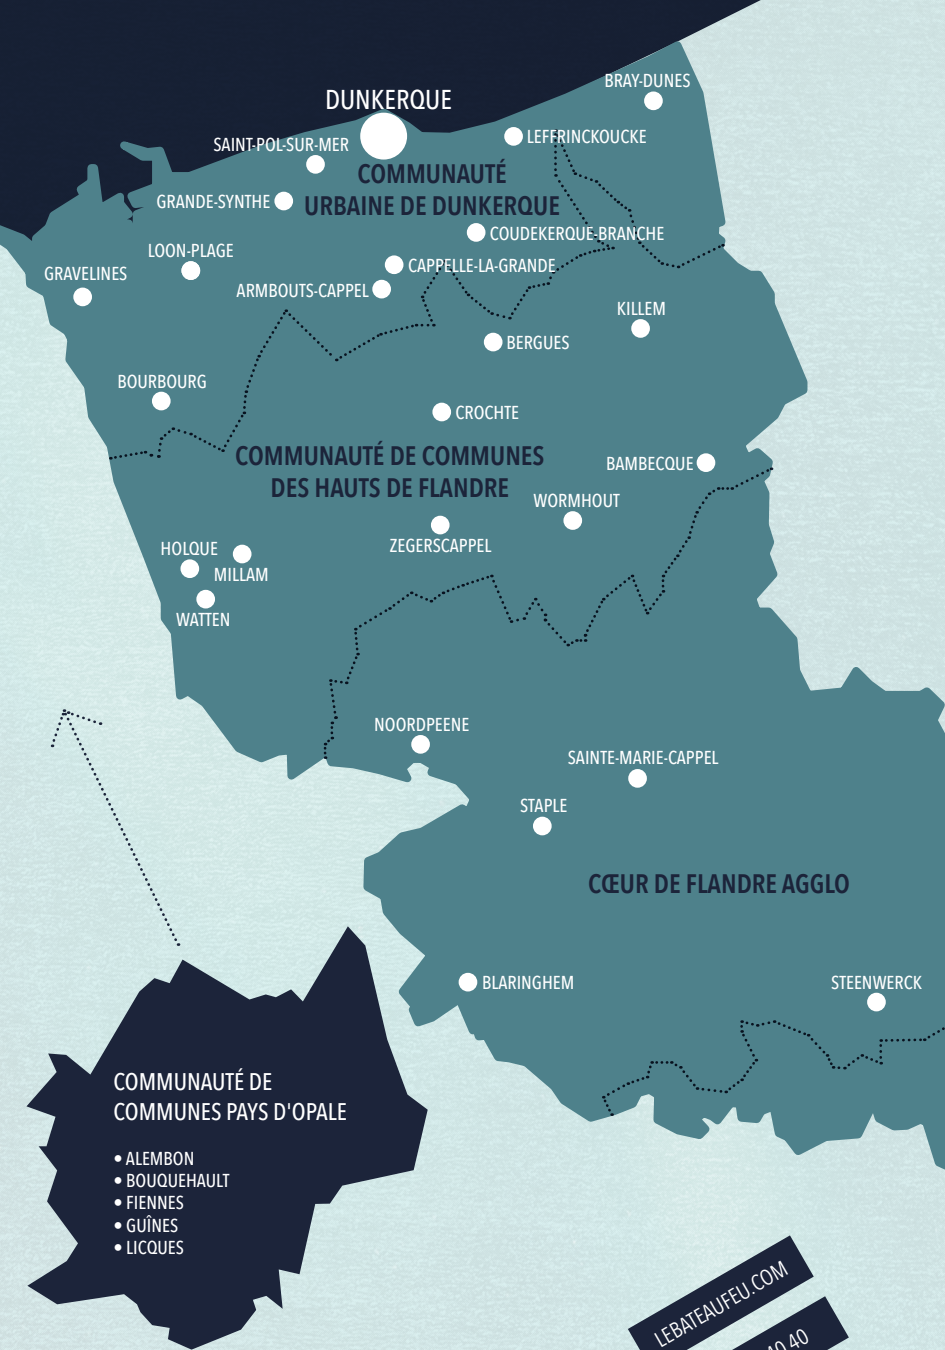 BRAY-DUNES
DUNKERQUE
LEFFRINCKOUCKE
SAINT-POL-SUR-MER
COMMUNAUTÉ
URBAINE DE DUNKERQUE
GRANDE-SYNTHE
COUDEKERQUE-BRANCHE
LOON-PLAGE
CAPPELLE-LA-GRANDE
GRAVELINES
ARMBOUTS-CAPPEL
KILLEM
BERGUES
BOURBOURG
CROCHTE
COMMUNAUTÉ DE COMMUNES
DES HAUTS DE FLANDRE
BAMBECQUE
WORMHOUT
ZEGERSCAPPEL
HOLQUE
MILLAM
WATTEN
NOORDPEENE
SAINTE-MARIE-CAPPEL
STAPLE
CŒUR DE FLANDRE AGGLO
BLARINGHEM
STEENWERCK
COMMUNAUTÉ DE
COMMUNES PAYS D'OPALE
• ALEMBON
• BOUQUEHAULT
• FIENNES
• GUÎNES
• LICQUES
LEBATEAUFEU.COM
40 40